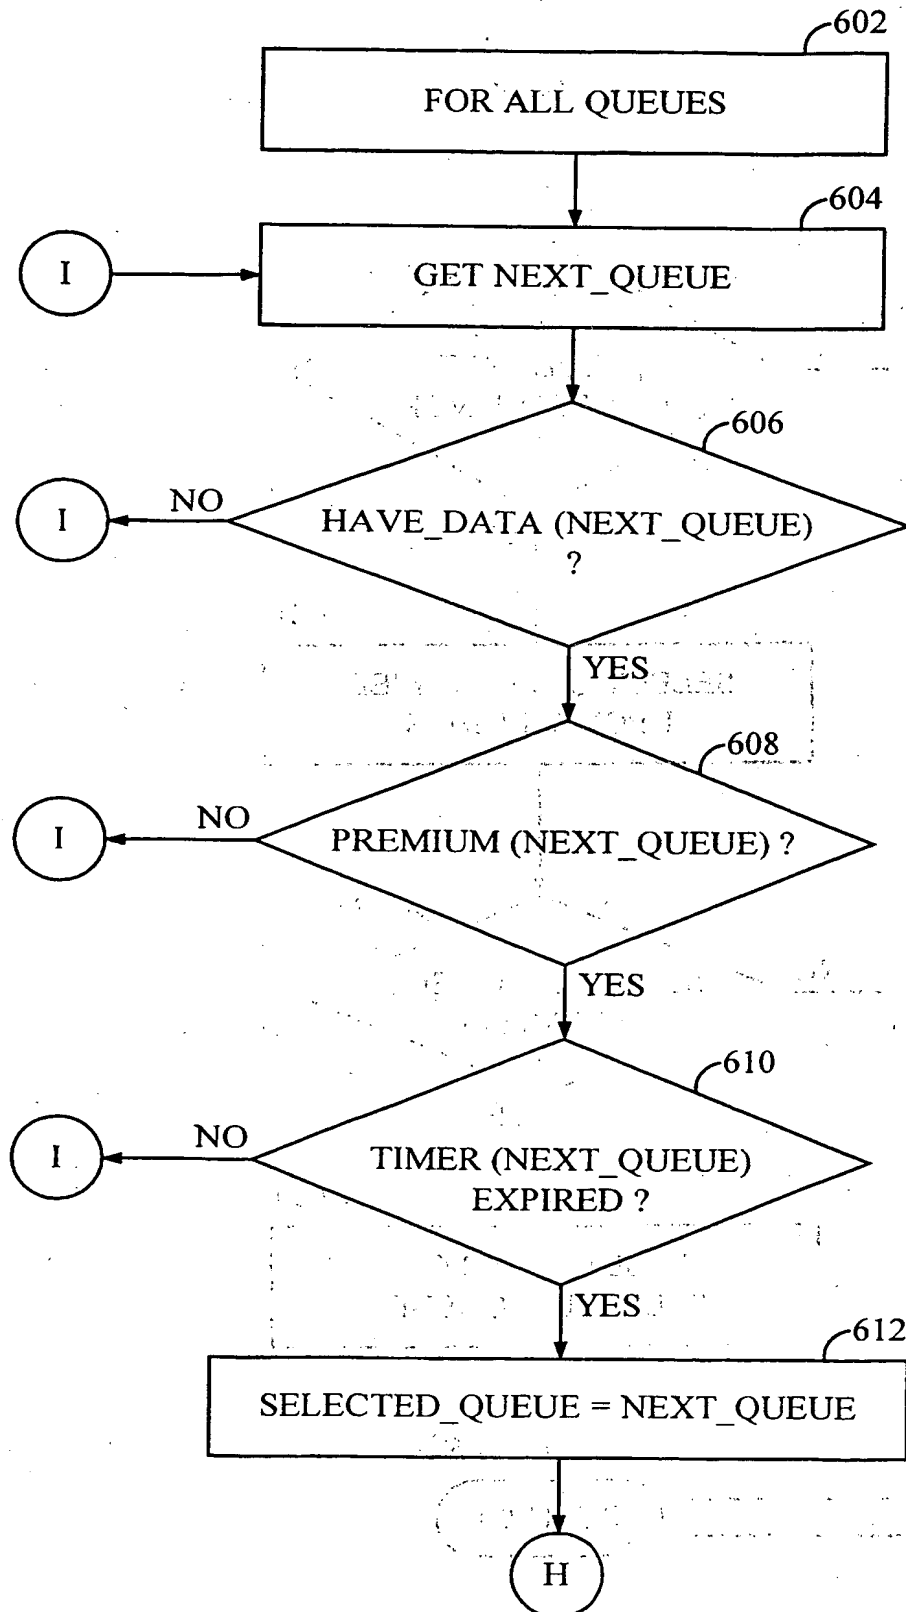 602
FOR ALL QUEUES
604
I
GET NEXT_QUEUE
606
I
NO
HAVE_DATA (NEXT_QUEUE)
?
YES
608
I
NO
PREMIUM (NEXT_QUEUE) ?
YES
610
I
NO
TIMER (NEXT_QUEUE)
EXPIRED ?
YES
612
SELECTED_QUEUE = NEXT_QUEUE
H